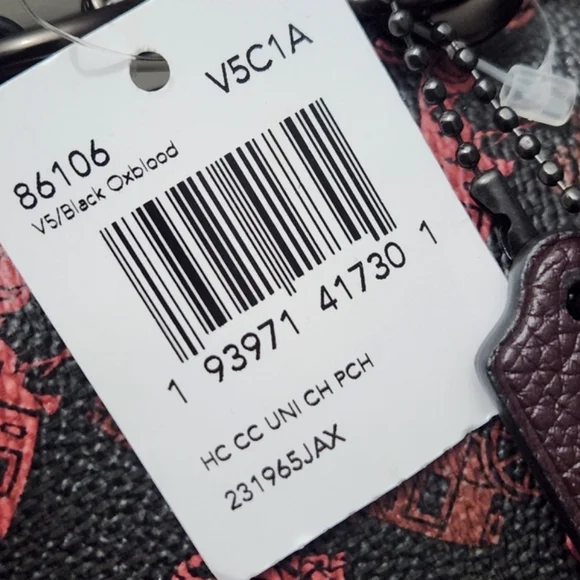 V5C1A
86106
V5/Black Oxblood
1 93971 41730 1
HC CC UNI CH PCH
231965JAX